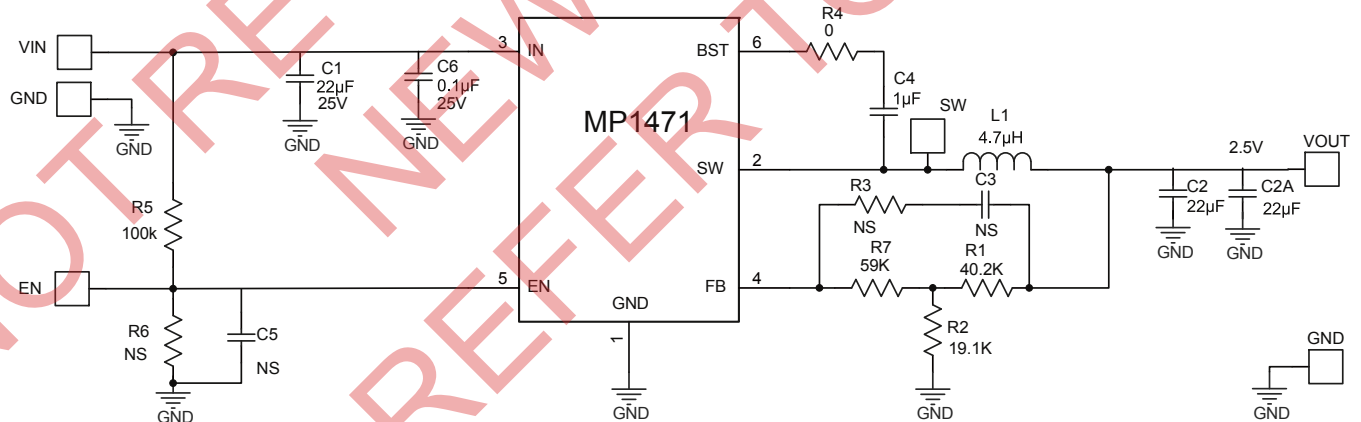 VIN
GND
GND
R5
100k
EN
R6
NS
C5
NS
GND
C1
22µF
25V
GND
C6
0.1µF
25V
GND
3
IN
5
EN
MP1471
GND
1
GND
BST
6
SW
2
FB
4
R4
0
C4
1µF
SW
L1
4.7µH
R3
NS
C3
NS
R7
59K
R1
40.2K
R2
19.1K
GND
2.5V
VOUT
C2
22µF
GND
C2A
22µF
GND
GND
GND
NOT RE
NEW
REFER TO